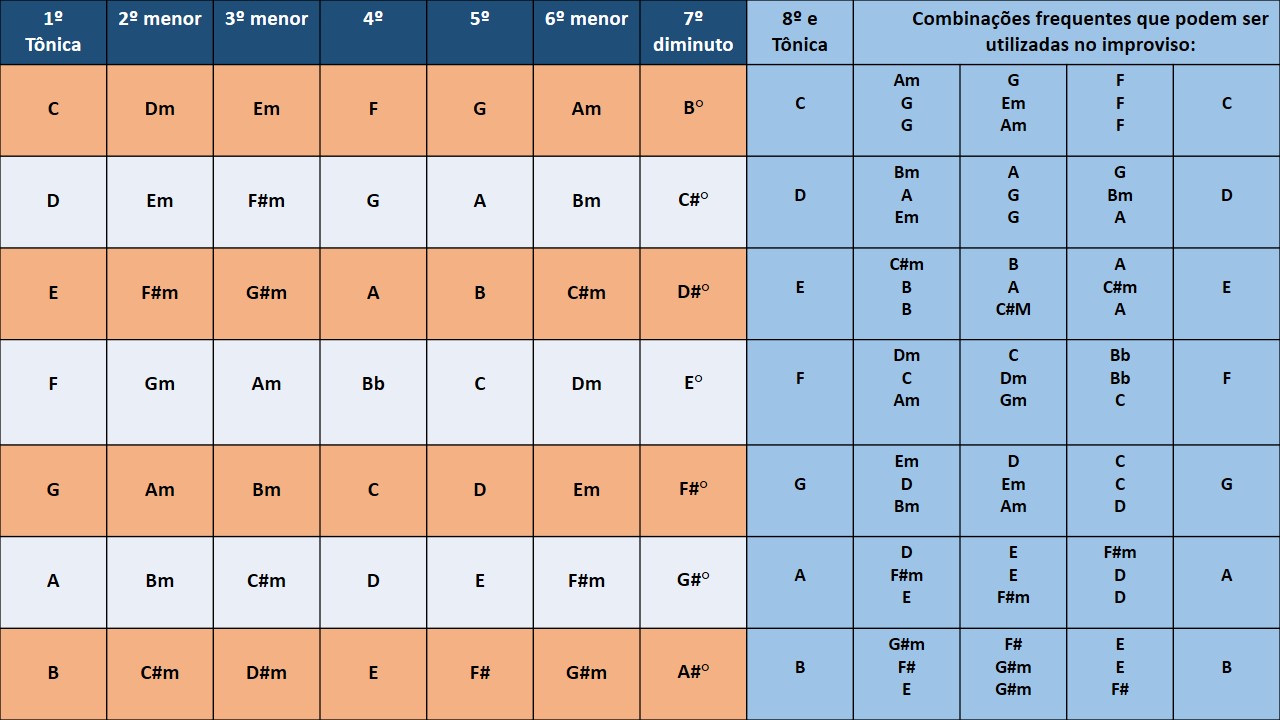 1º Tônica 2º menor 3º menor 4º 5º 6º menor 7º diminuto 8º e Tônica Combinações frequentes que podem ser utilizadas no improviso:
C Dm Em F G Am B° C Am G F C
G Em F
G Am F
D Em F#m G A Bm C#° D Bm A G D
A G Bm
Em G A
E F#m G#m A B C#m D#° E C#m B A E
B A C#m
B C#M A
F Gm Am Bb C Dm E° F Dm C Bb F
C Dm Bb
Am Gm C
G Am Bm C D Em F#° G Em D C G
D Em C
Bm Am D
A Bm C#m D E F#m G#° A D E F#m A
F#m E D
E F#m D
B C#m D#m E F# G#m A#° B G#m F# E B
F# G#m E
E G#m F#